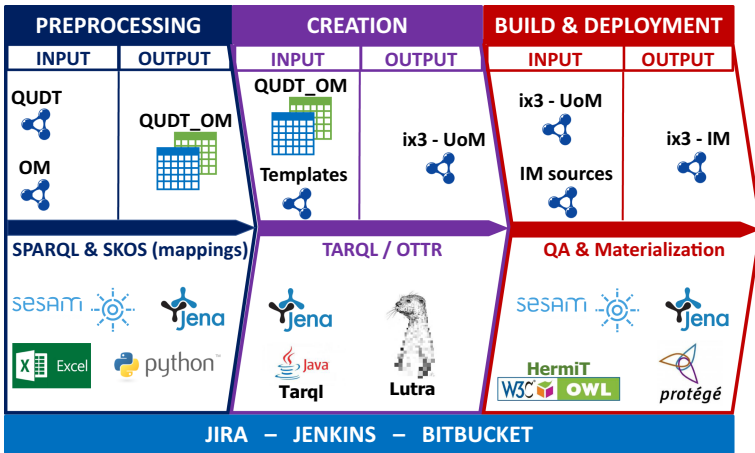 PREPROCESSING
CREATION
BUILD & DEPLOYMENT
INPUT
OUTPUT
INPUT
OUTPUT
INPUT
OUTPUT
QUDT
OM
QUDT_OM
QUDT_OM
Templates
ix3 - UoM
ix3 - UoM
IM sources
ix3 - IM
SPARQL & SKOS (mappings)
TARQL / OTTR
QA & Materialization
sesam
Jena
X Excel
python™
Jena
Java
Tarql
Lutra
sesam
Jena
HermiT
W3C OWL
protégé
JIRA – JENKINS – BITBUCKET